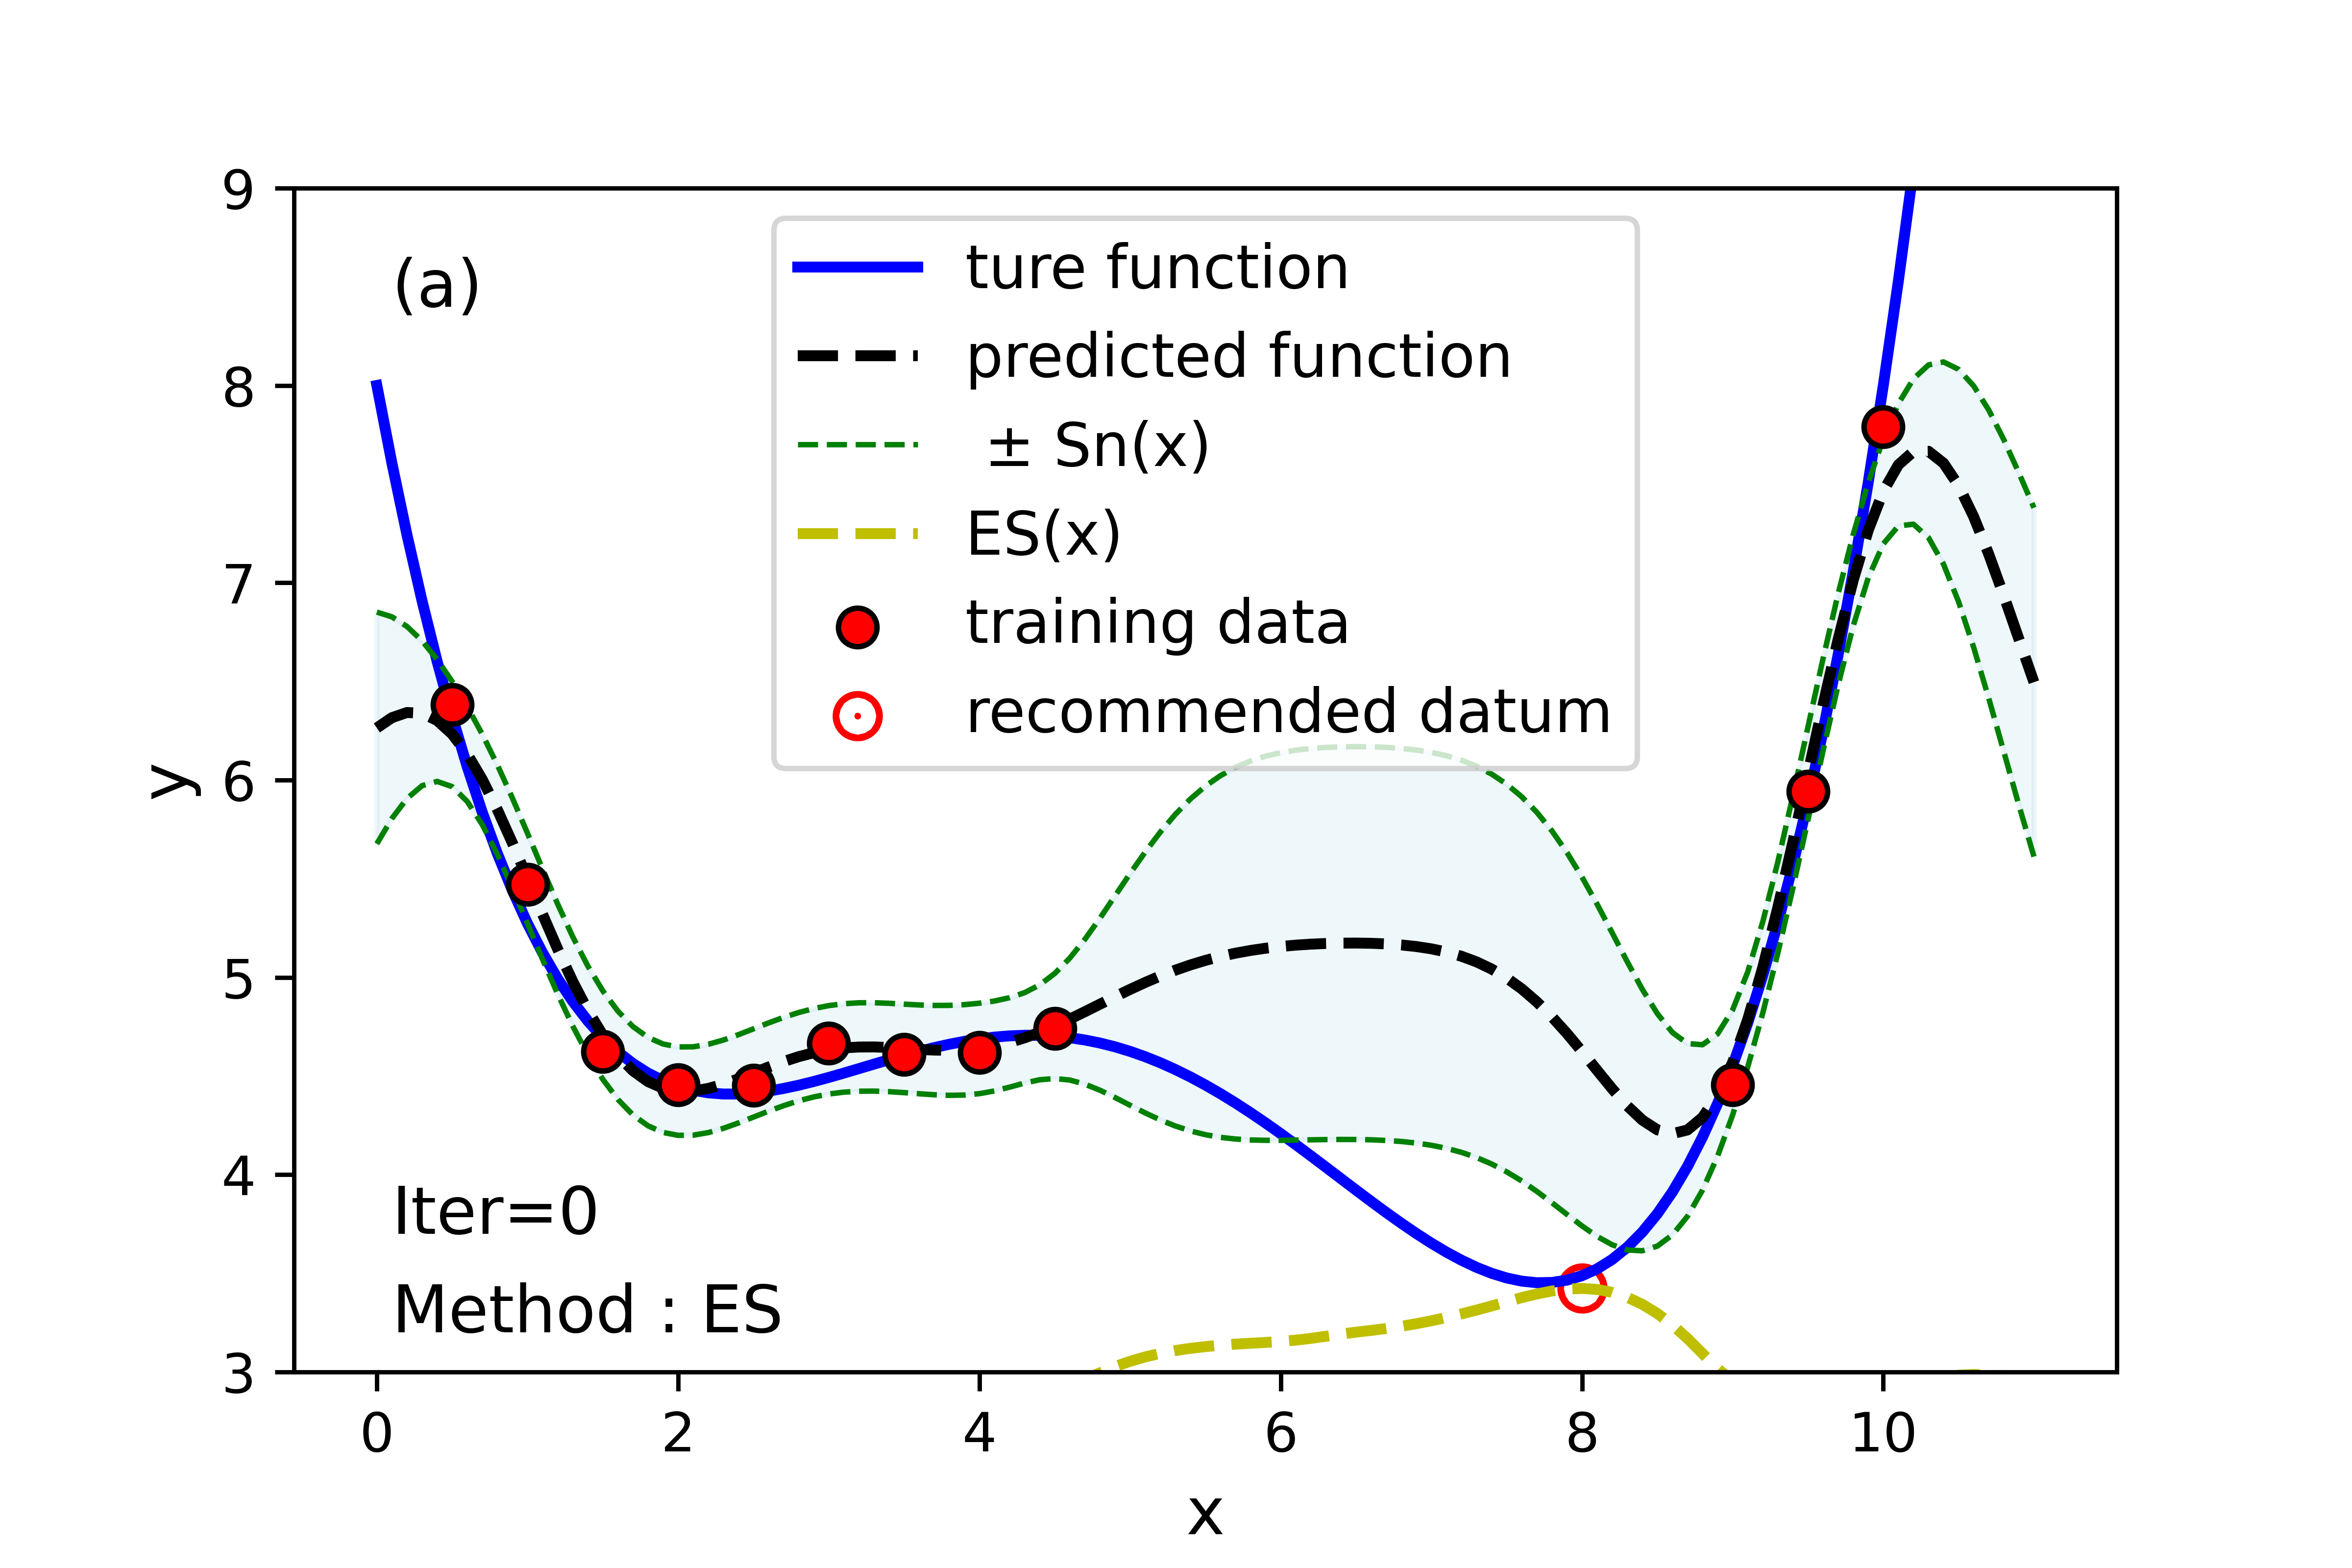 (a)
ture function
predicted function
± Sn(x)
ES(x)
training data
recommended datum
Iter=0
Method : ES
y
9
8
7
6
5
4
3
0 2 4 6 8 10
x